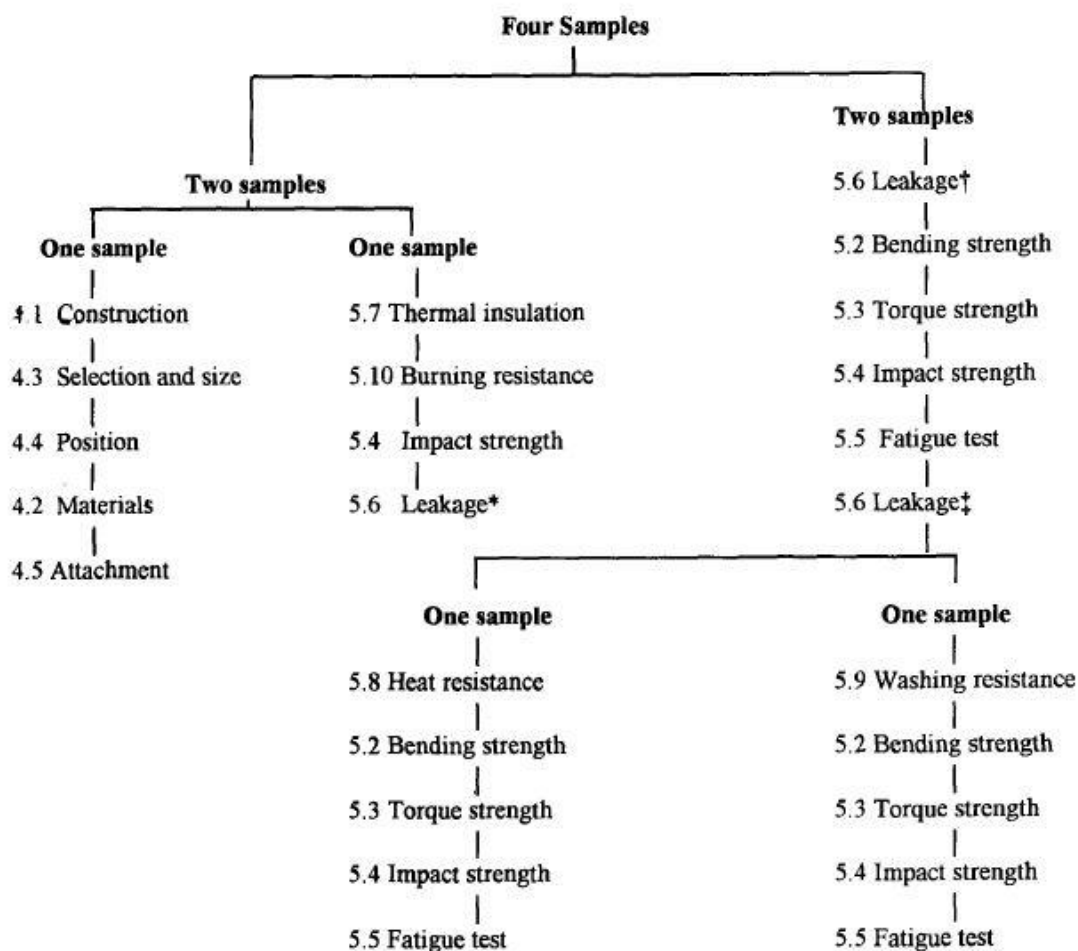 Four Samples
Two samples
5.6 Leakage†
5.2 Bending strength
5.3 Torque strength
5.4 Impact strength
5.5 Fatigue test
5.6 Leakage‡
Two samples
One sample
4.1 Construction
4.3 Selection and size
4.4 Position
4.2 Materials
4.5 Attachment
One sample
5.7 Thermal insulation
5.10 Burning resistance
5.4 Impact strength
5.6 Leakage*
One sample
5.8 Heat resistance
5.2 Bending strength
5.3 Torque strength
5.4 Impact strength
5.5 Fatigue test
One sample
5.9 Washing resistance
5.2 Bending strength
5.3 Torque strength
5.4 Impact strength
5.5 Fatigue test